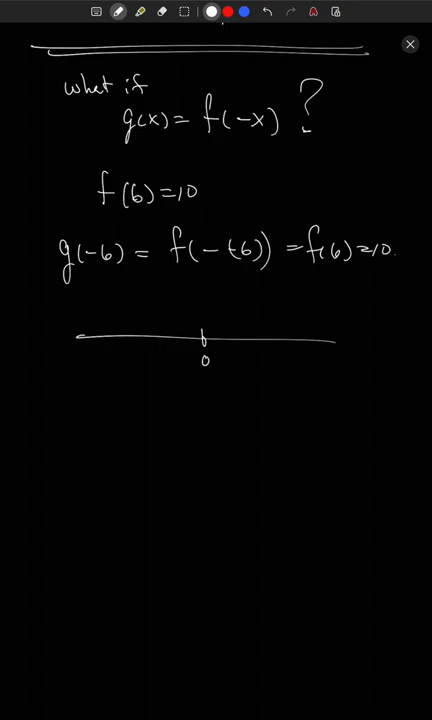 what if
g(x) = f(-x) ?
f(6) = 10
g(-6) = f(-(-6)) = f(6) = 10.
0